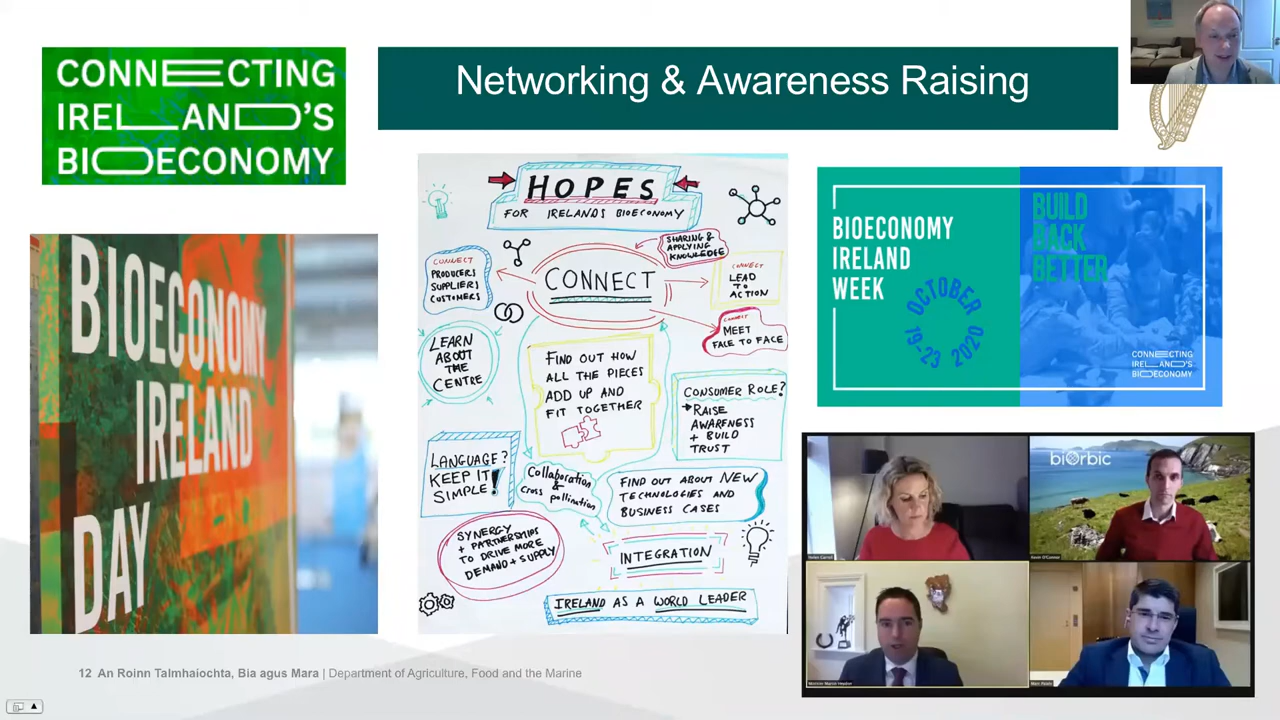 CONNECTING
IRELAND'S
BIOECONOMY
Networking & Awareness Raising
BIOECONOMY
IRELAND
DAY
HOPES
FOR IRELANDS BIOECONOMY
SHARING &
APPLYING
KNOWLEDGE
CONNECT
CONNECT
PRODUCERS
SUPPLIERS
CUSTOMERS
CONNECT
LEAD
TO
ACTION
CONNECT
MEET
FACE TO FACE
LEARN
ABOUT
THE
CENTRE
FIND OUT HOW
ALL THE PIECES
ADD UP AND
FIT TOGETHER
CONSUMER ROLE?
RAISE
AWARENESS
+ BUILD
TRUST
LANGUAGE?
KEEP IT
SIMPLE!
Collaboration
&
Cross pollination
FIND OUT ABOUT NEW
TECHNOLOGIES AND
BUSINESS CASES
SYNERGY
+ PARTNERSHIPS
TO DRIVE MORE
DEMAND + SUPPLY
INTEGRATION
IRELAND AS A WORLD LEADER
BIOECONOMY
IRELAND
WEEK
OCTOBER
19-23 2020
BUILD
BACK
BETTER
CONNECTING
IRELAND'S
BIOECONOMY
biOrbic
Helen Carroll
Kevin O'Connor
12 An Roinn Talmhaíochta, Bia agus Mara | Department of Agriculture, Food and the Marine